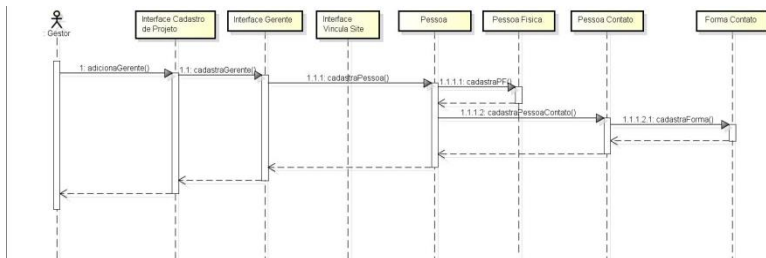 Interface Cadastro
de Projeto
Interface Gerente
Interface
Vincula Site
Pessoa
Pessoa Fisica
Pessoa Contato
Forma Contato
: Gestor
1: adicionaGerente()
1.1: cadastraGerente()
1.1.1: cadastraPessoa()
1.1.1.1: cadastraPF()
1.1.1.2: cadastraPessoaContato()
1.1.1.2.1: cadastraForma()